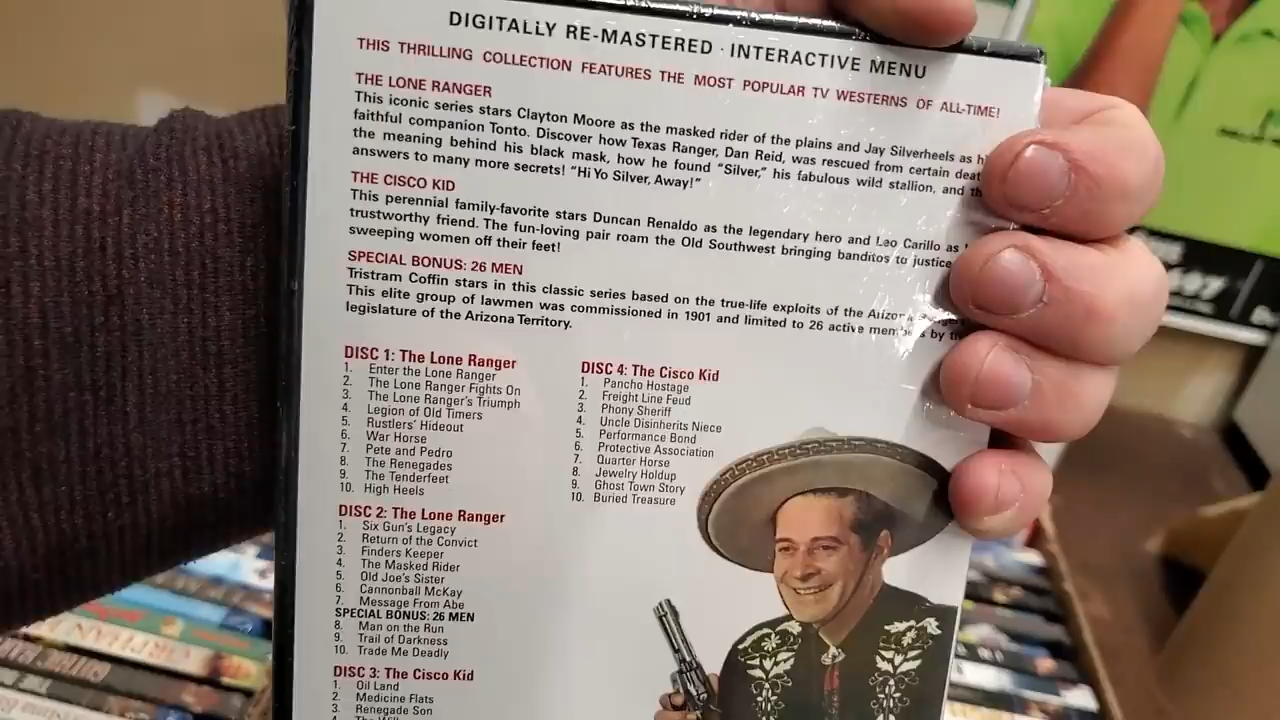 DIGITALLY RE-MASTERED · INTERACTIVE MENU
THIS THRILLING COLLECTION FEATURES THE MOST POPULAR TV WESTERNS OF ALL-TIME!
THE LONE RANGER
This iconic series stars Clayton Moore as the masked rider of the plains and Jay Silverheels as
faithful companion Tonto. Discover how Texas Ranger, Dan Reid, was rescued from certain
the meaning behind his black mask, how he found "Silver," his fabulous wild stallion, and
answers to many more secrets! "Hi Yo Silver, Away!"
THE CISCO KID
This perennial family-favorite stars Duncan Renaldo as the legendary hero and Leo Carillo as
trustworthy friend. The fun-loving pair roam the Old Southwest bringing banditos to justice
sweeping women off their feet!
SPECIAL BONUS: 26 MEN
Tristram Coffin stars in this classic series based on the true-life exploits of the
This elite group of lawmen was commissioned in 1901 and limited to 26 active members by
legislature of the Arizona Territory.
DISC 1: The Lone Ranger
1. Enter the Lone Ranger
2. The Lone Ranger Fights On
3. The Lone Ranger's Triumph
4. Legion of Old Timers
5. Rustlers' Hideout
6. War Horse
7. Pete and Pedro
8. The Renegades
9. The Tenderfeet
10. High Heels
DISC 2: The Lone Ranger
1. Six Gun's Legacy
2. Return of the Convict
3. Finders Keeper
4. The Masked Rider
5. Old Joe's Sister
6. Cannonball McKay
7. Message From Abe
SPECIAL BONUS: 26 MEN
8. Man on the Run
9. Trail of Darkness
10. Trade Me Deadly
DISC 3: The Cisco Kid
1. Oil Land
2. Medicine Flats
3. Renegade Son
DISC 4: The Cisco Kid
1. Pancho Hostage
2. Freight Line Feud
3. Phony Sheriff
4. Uncle Disinherits Niece
5. Performance Bond
6. Protective Association
7. Quarter Horse
8. Jewelry Holdup
9. Ghost Town Story
10. Buried Treasure